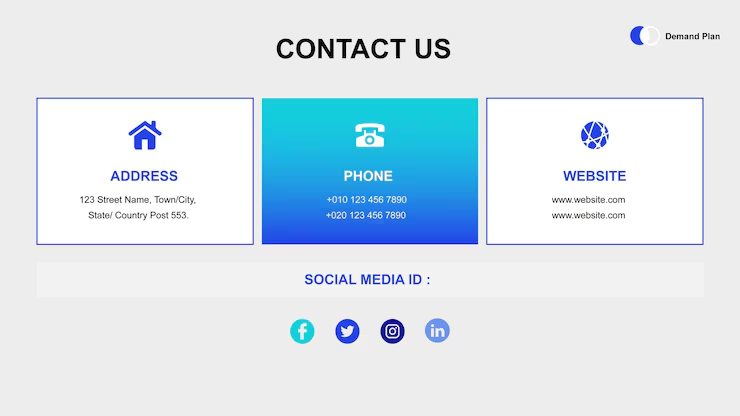 Demand Plan
CONTACT US
ADDRESS
123 Street Name, Town/City,
State/ Country Post 553.
PHONE
+010 123 456 7890
+020 123 456 7890
WEBSITE
www.website.com
www.website.com
SOCIAL MEDIA ID :